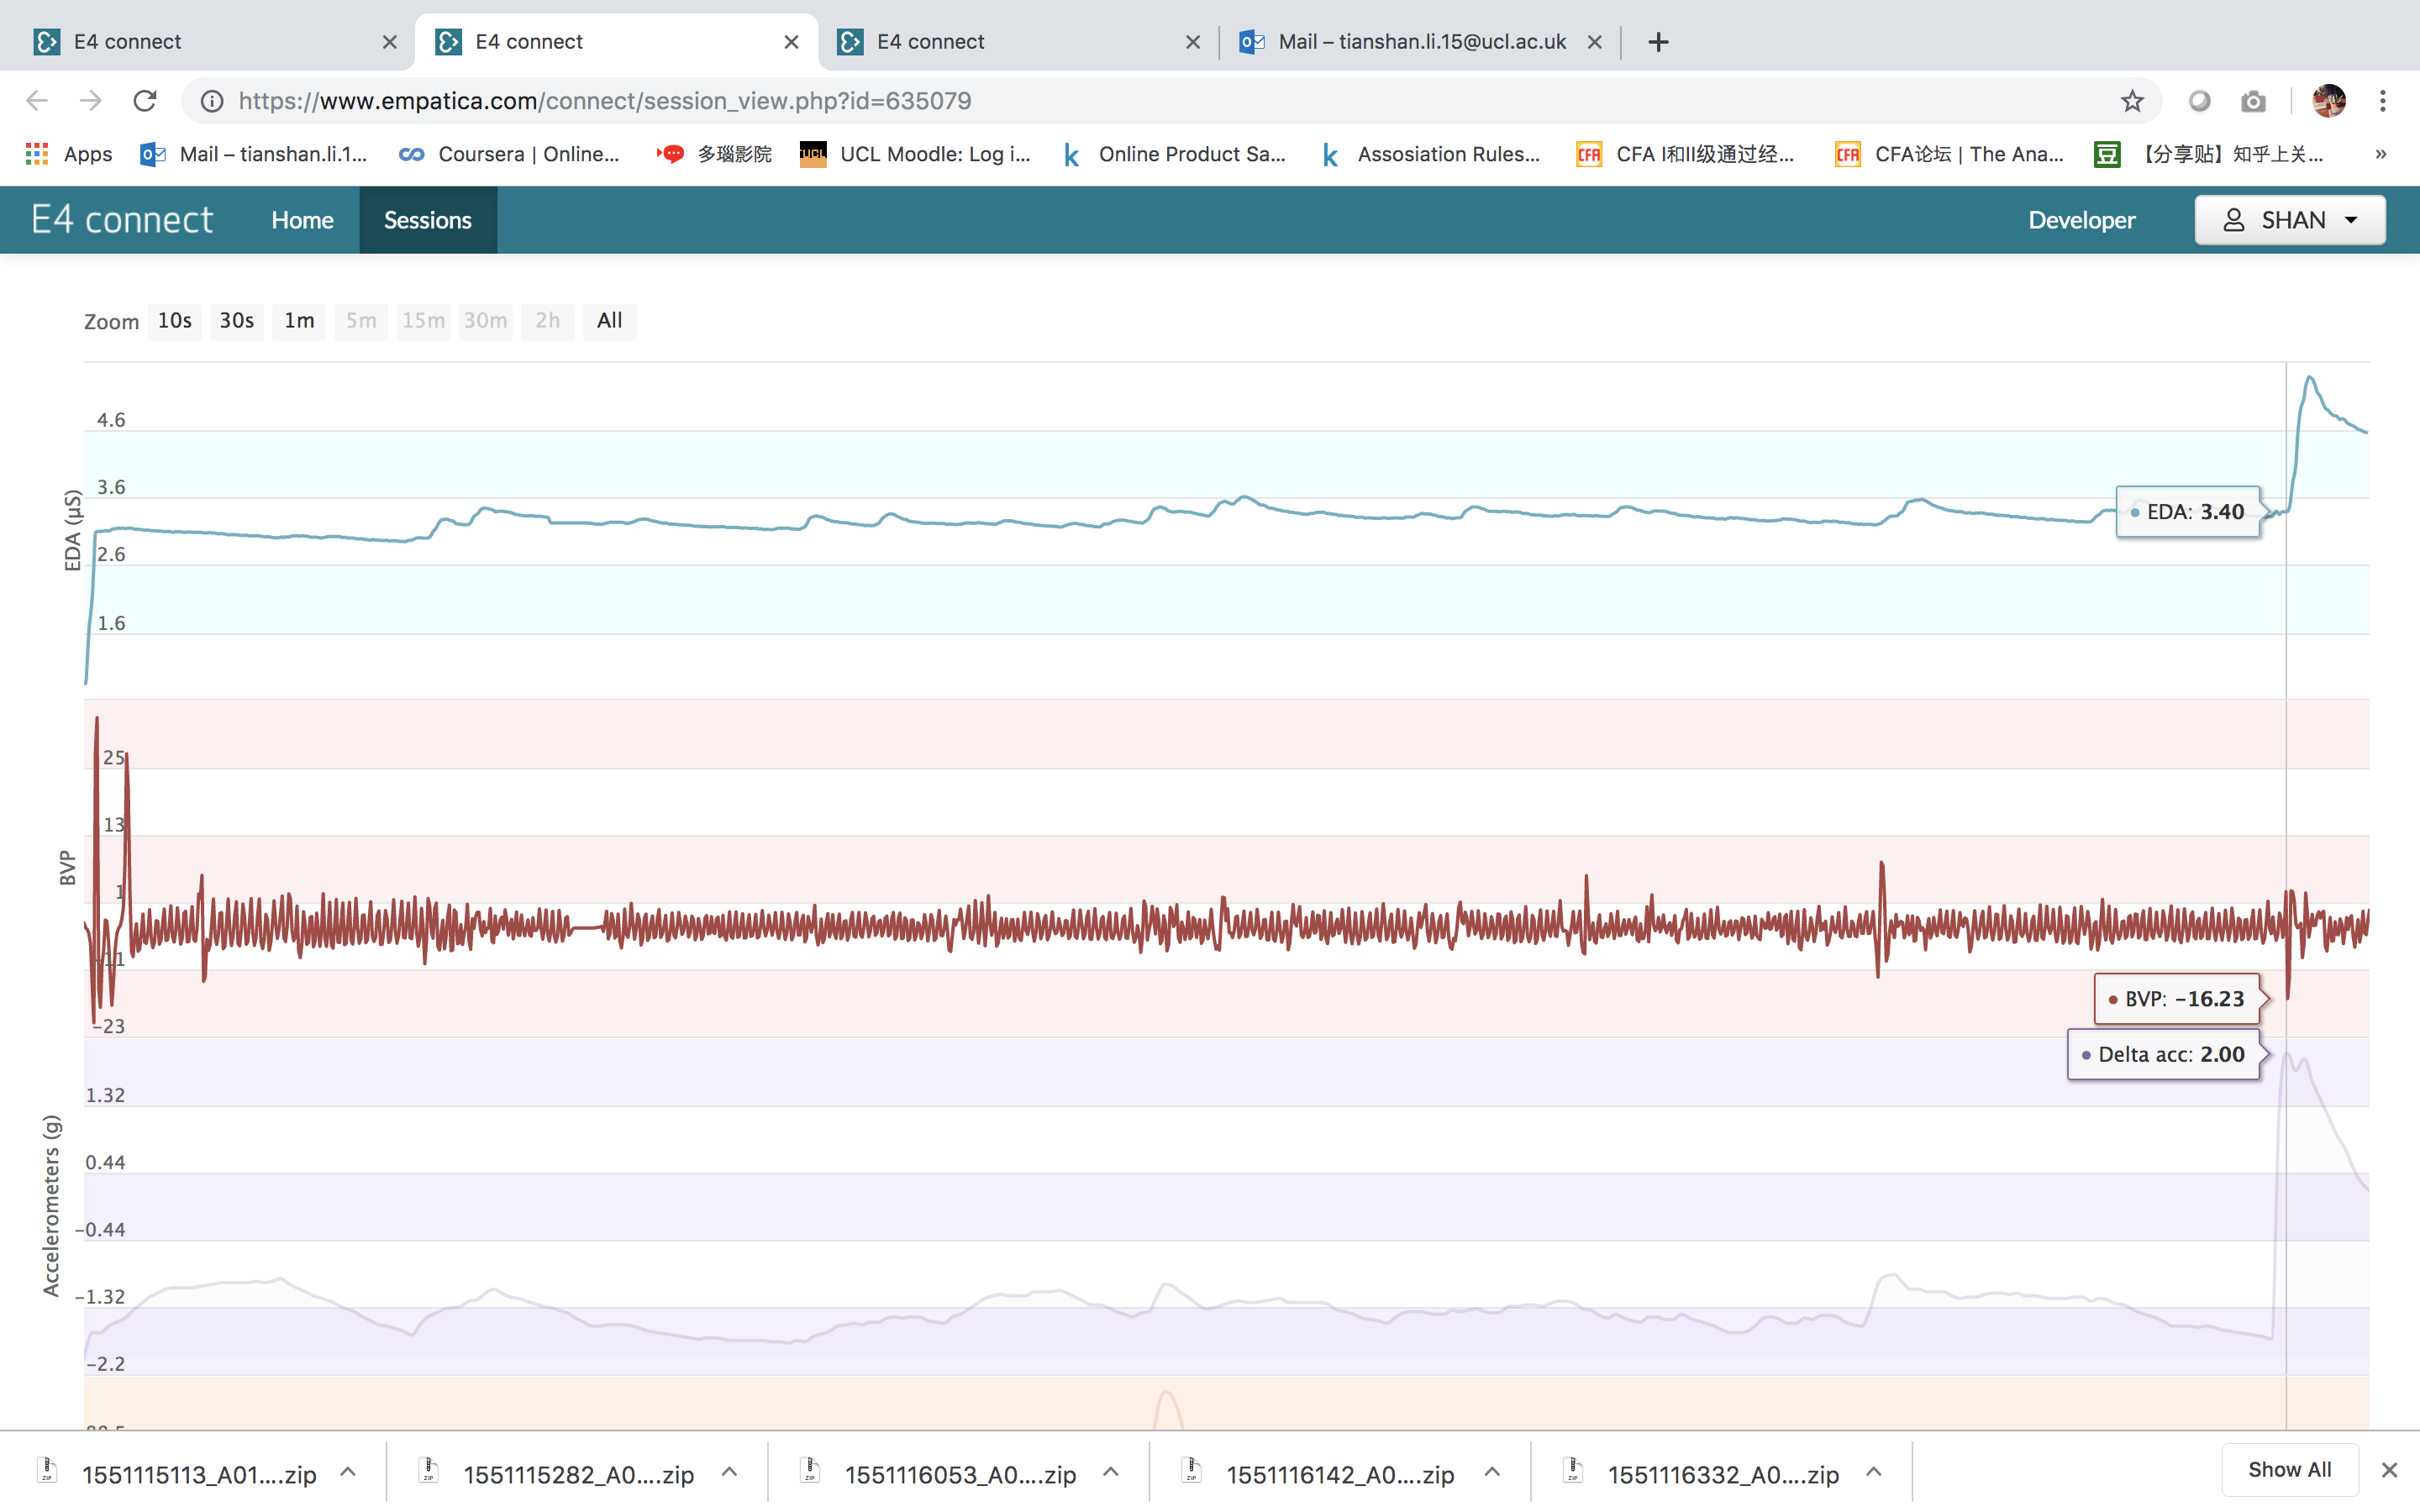 E4 connect
E4 connect
E4 connect
Mail – tianshan.li.15@ucl.ac.uk
https://www.empatica.com/connect/session_view.php?id=635079
Apps
Mail – tianshan.li.1...
Coursera | Online...
多瑙影院
UCL Moodle: Log i...
Online Product Sa...
Assosiation Rules...
CFA I和II级通过经...
CFA论坛 | The Ana...
【分享贴】知乎上关...
»
E4 connect
Home
Sessions
Developer
SHAN
Zoom 10s 30s 1m 5m 15m 30m 2h All
EDA (µS)
4.6
3.6
2.6
1.6
EDA: 3.40
BVP
25
13
1
-11
-23
BVP: -16.23
Delta acc: 2.00
Accelerometers (g)
1.32
0.44
-0.44
-1.32
-2.2
1551115113_A01....zip
1551115282_A0....zip
1551116053_A0....zip
1551116142_A0....zip
1551116332_A0....zip
Show All